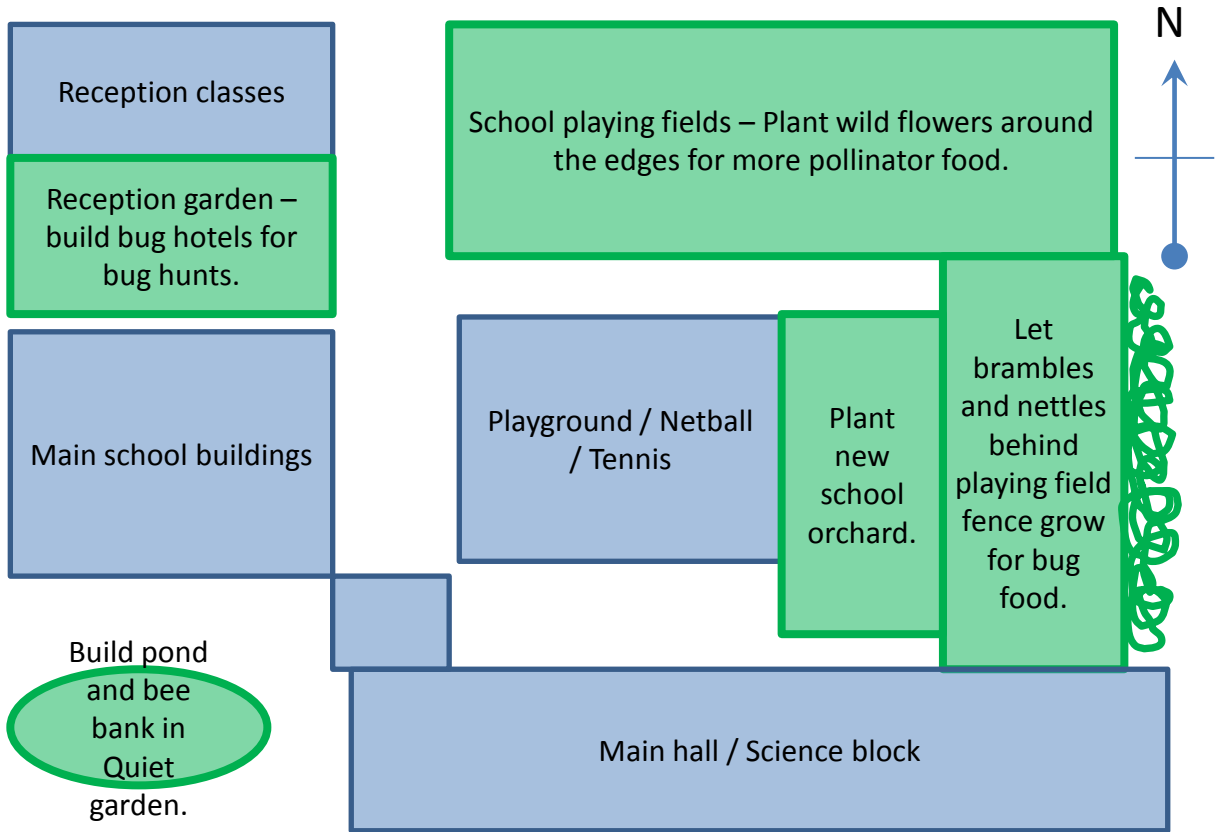 N
Reception classes
School playing fields – Plant wild flowers around
the edges for more pollinator food.
Reception garden –
build bug hotels for
bug hunts.
Main school buildings
Playground / Netball
/ Tennis
Plant
new
school
orchard.
Let
brambles
and nettles
behind
playing field
fence grow
for bug
food.
Build pond
and bee
bank in
Quiet
garden.
Main hall / Science block